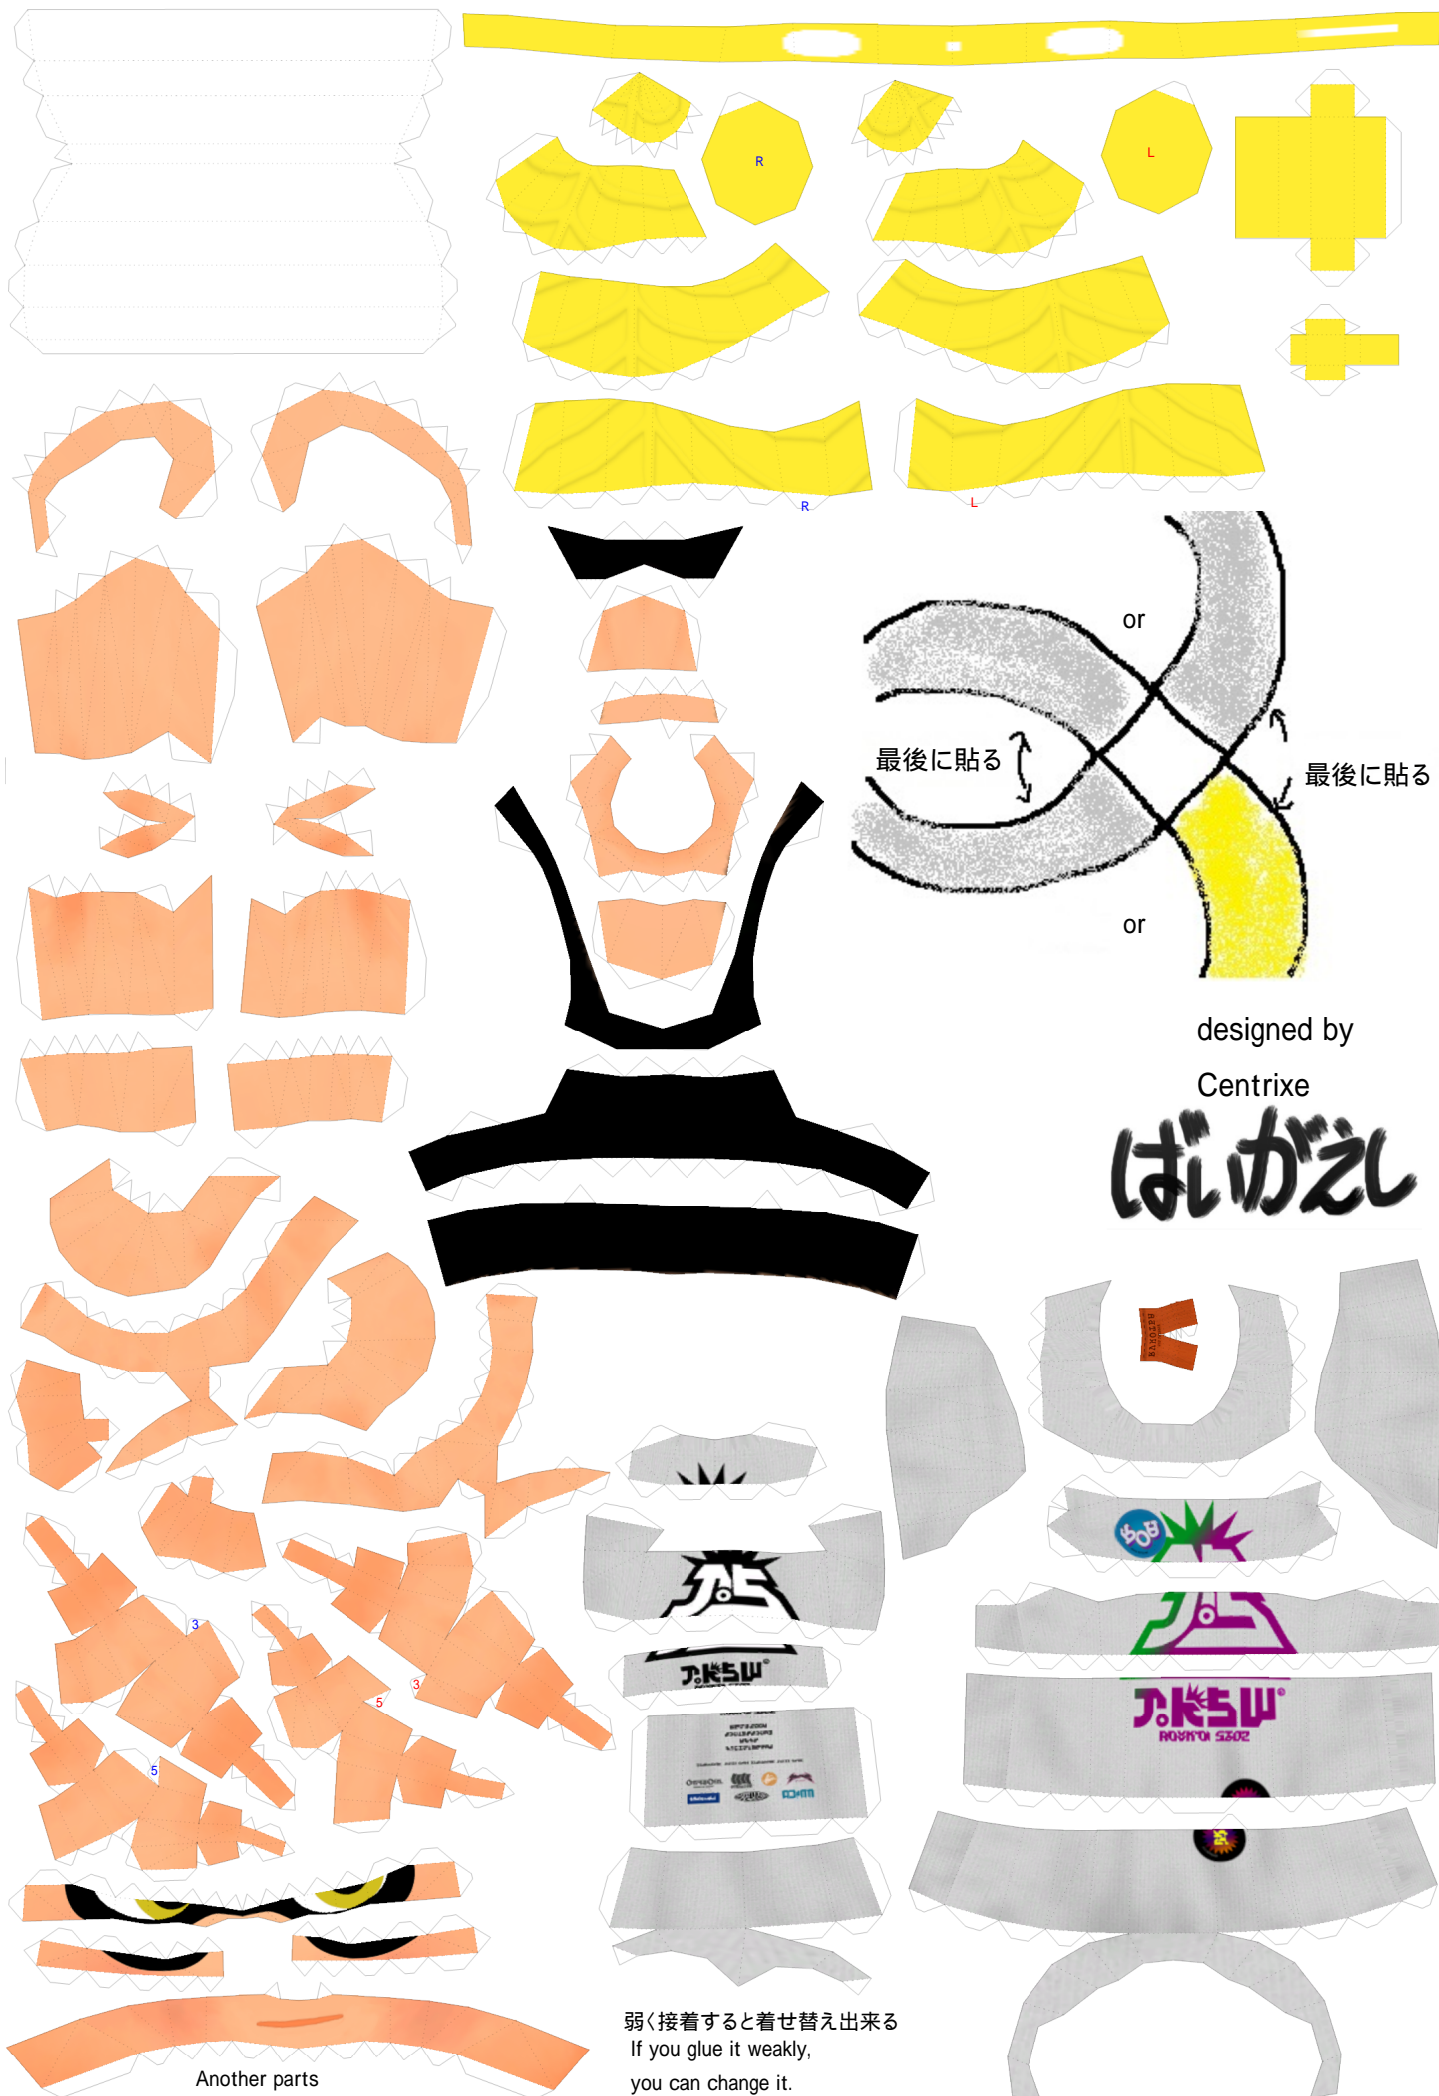 R
L
R
L
or
最後に貼る
最後に貼る
or
designed by
Centrixe
ばいがえし
3
5
3
5
弱く接着すると着せ替え出来る
If you glue it weakly,
you can change it.
Another parts